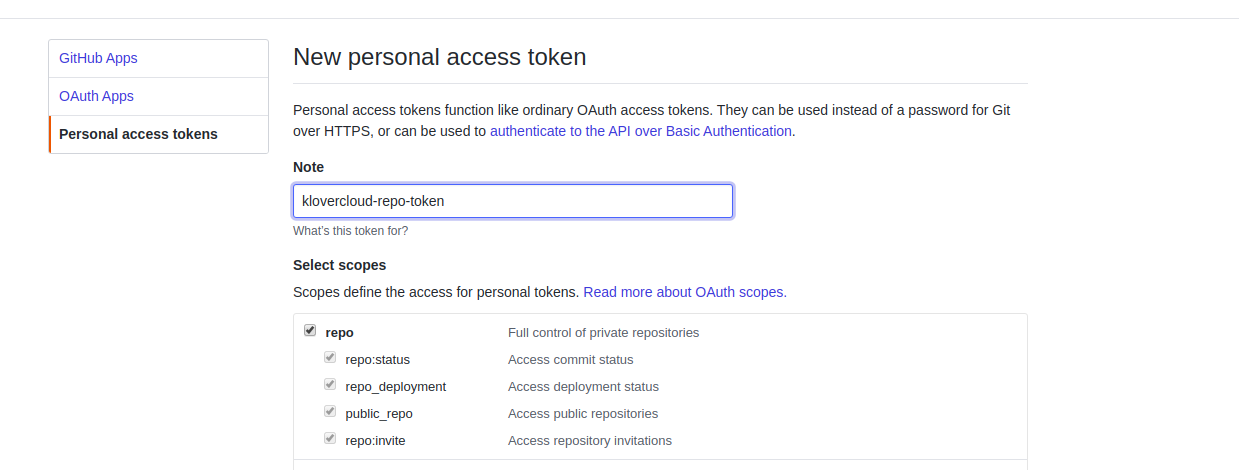 GitHub Apps
OAuth Apps
Personal access tokens
New personal access token
Personal access tokens function like ordinary OAuth access tokens. They can be used instead of a password for Git
over HTTPS, or can be used to authenticate to the API over Basic Authentication.
Note
klovercloud-repo-token
What's this token for?
Select scopes
Scopes define the access for personal tokens. Read more about OAuth scopes.
repo Full control of private repositories
repo:status Access commit status
repo_deployment Access deployment status
public_repo Access public repositories
repo:invite Access repository invitations